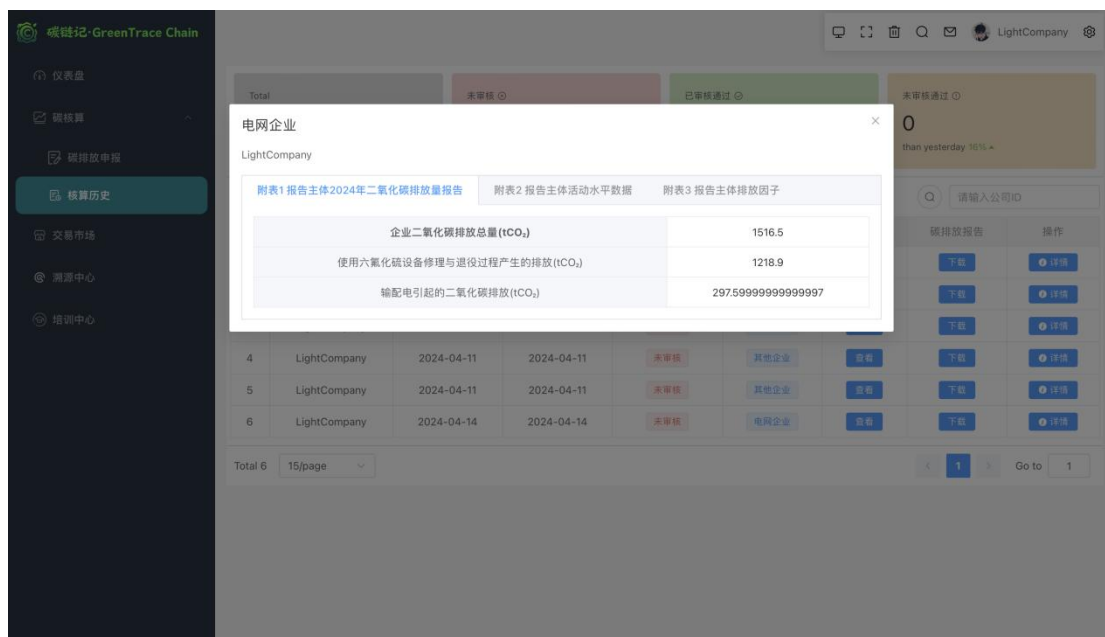 碳链记·GreenTrace Chain
LightCompany
仪表盘
碳核算
碳排放申报
核算历史
交易市场
溯源中心
培训中心
Total
未审核
已审核通过
未审核通过
0
than yesterday 16%
电网企业
LightCompany
附表1 报告主体2024年二氧化碳排放量报告 附表2 报告主体活动水平数据 附表3 报告主体排放因子
企业二氧化碳排放总量(tCO₂) 1516.5
使用六氟化硫设备修理与退役过程产生的排放(tCO₂) 1218.9
输配电引起的二氧化碳排放(tCO₂) 297.59999999999997
请输入公司ID
碳排放报告 操作
下载 详情
下载 详情
下载 详情
4 LightCompany 2024-04-11 2024-04-11 未审核 其他企业 查看 下载 详情
5 LightCompany 2024-04-11 2024-04-11 未审核 其他企业 查看 下载 详情
6 LightCompany 2024-04-14 2024-04-14 未审核 电网企业 查看 下载 详情
Total 6 15/page 1 Go to 1